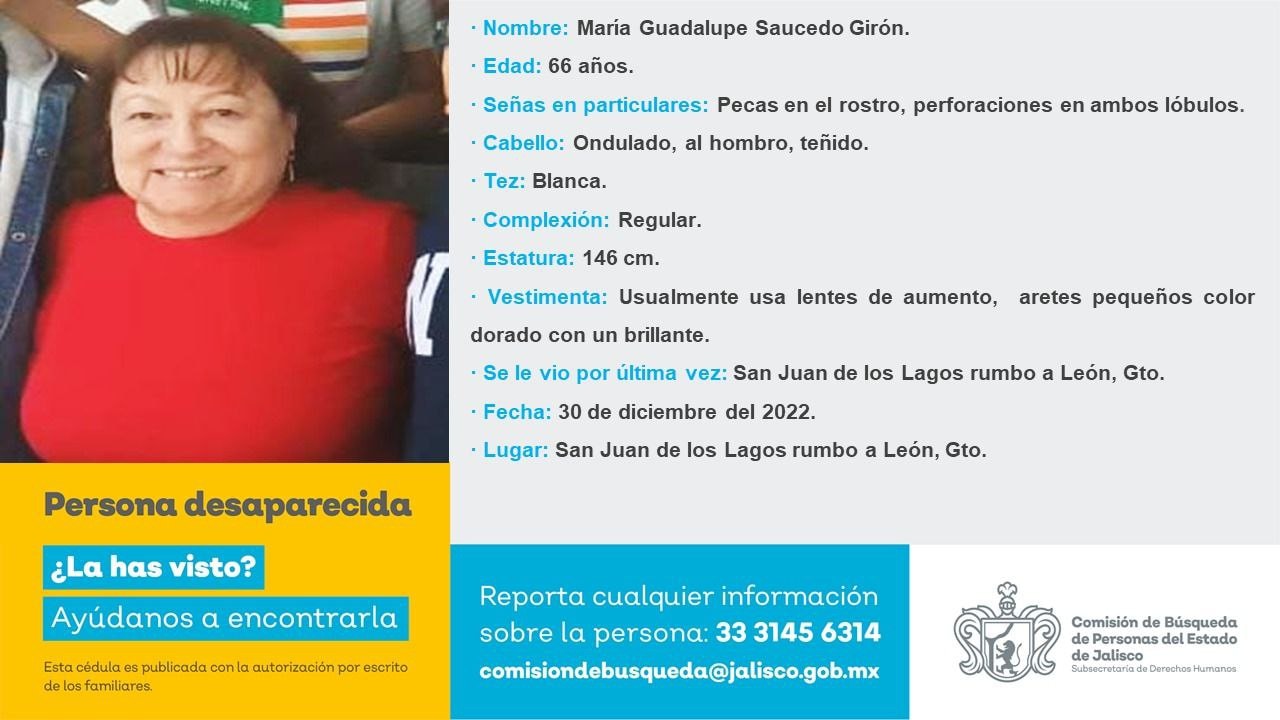 · Nombre: María Guadalupe Saucedo Girón.
· Edad: 66 años.
· Señas en particulares: Pecas en el rostro, perforaciones en ambos lóbulos.
· Cabello: Ondulado, al hombro, teñido.
· Tez: Blanca.
· Complexión: Regular.
· Estatura: 146 cm.
· Vestimenta: Usualmente usa lentes de aumento, aretes pequeños color
dorado con un brillante.
· Se le vio por última vez: San Juan de los Lagos rumbo a León, Gto.
· Fecha: 30 de diciembre del 2022.
· Lugar: San Juan de los Lagos rumbo a León, Gto.
Persona desaparecida
¿La has visto?
Ayúdanos a encontrarla
Esta cédula es publicada con la autorización por escrito
de los familiares.
Reporta cualquier información
sobre la persona: 33 3145 6314
comisiondebusqueda@jalisco.gob.mx
Comisión de Búsqueda
de Personas del Estado
de Jalisco
Subsecretaría de Derechos Humanos